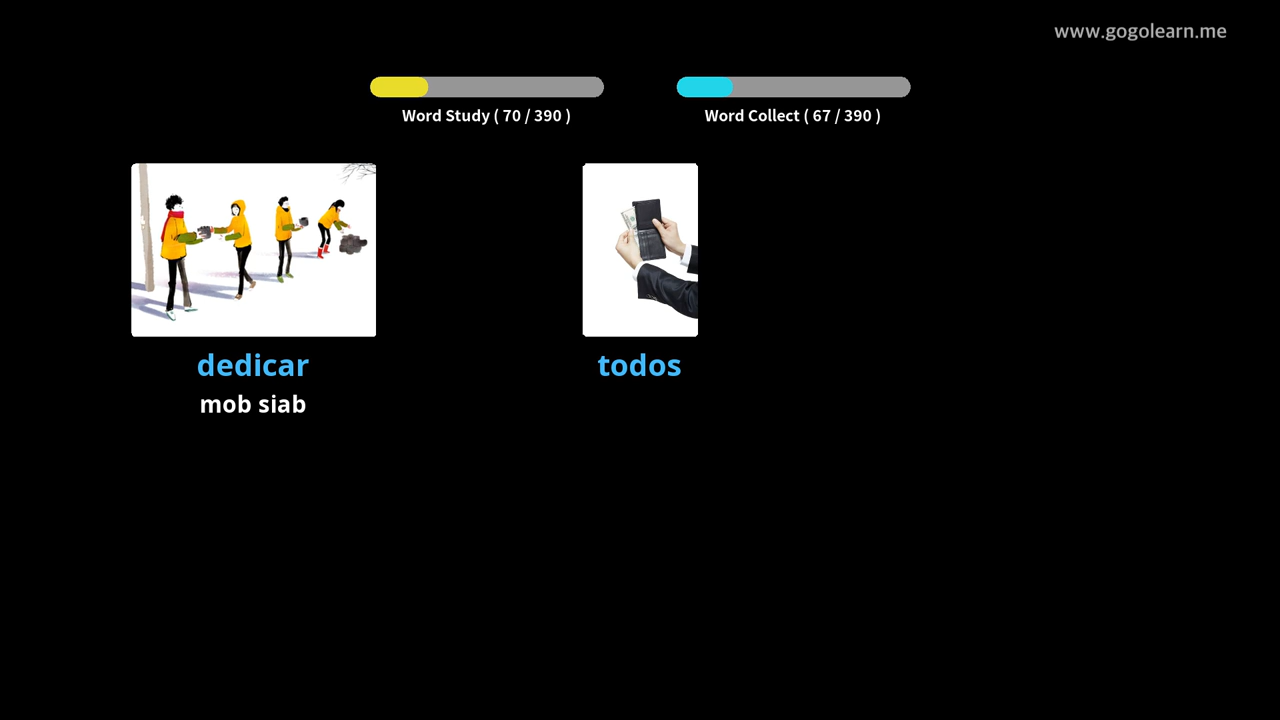 www.gogolearn.me
Word Study ( 70 / 390 )
Word Collect ( 67 / 390 )
dedicar
mob siab
todos